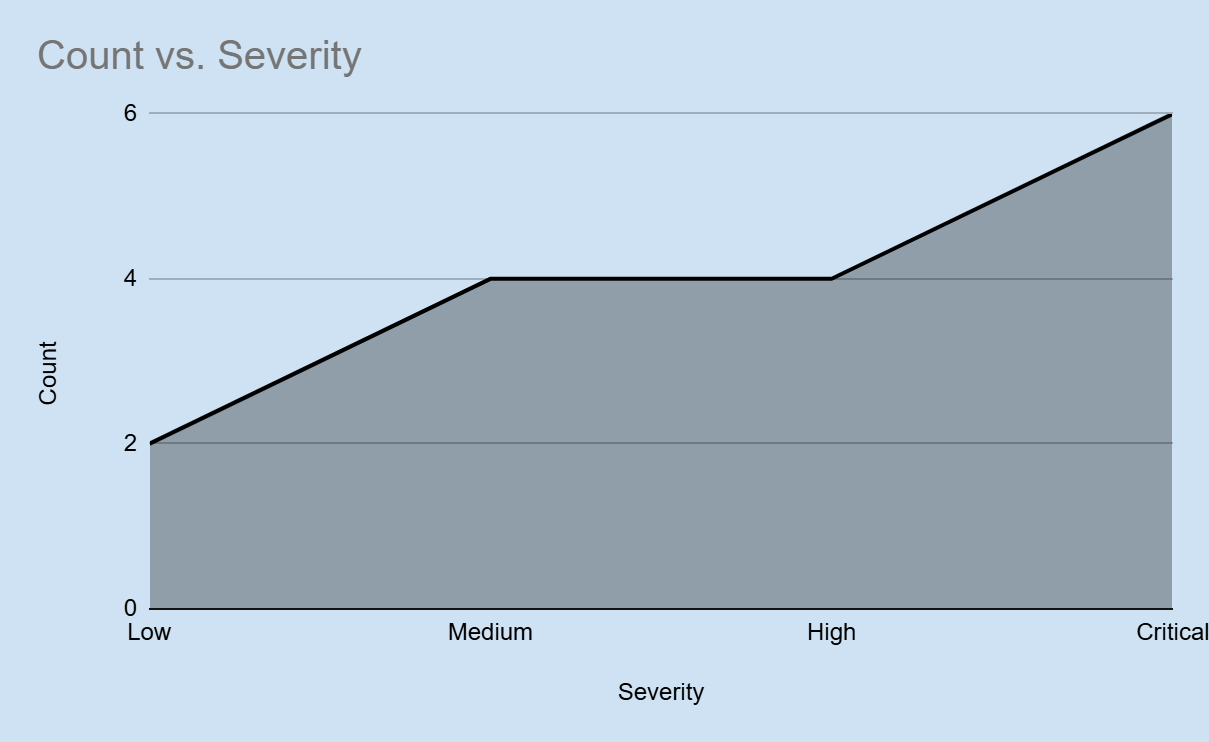 Count vs. Severity
6
4
2
0
Count
Low Medium High Critical
Severity